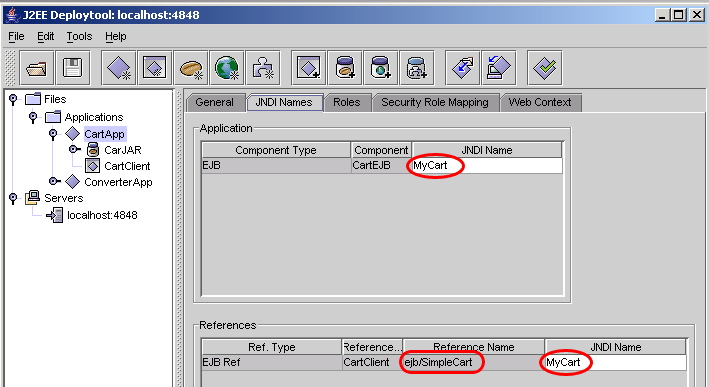 J2EE Deploytool: localhost:4848
File Edit Tools Help
Files
Applications
CartApp
CarJAR
CartClient
ConverterApp
Servers
localhost:4848
General JNDI Names Roles Security Role Mapping Web Context
Application
Component Type Component JNDI Name
EJB CartEJB MyCart
References
Ref. Type Reference... Reference Name JNDI Name
EJB Ref CartClient ejb/SimpleCart MyCart